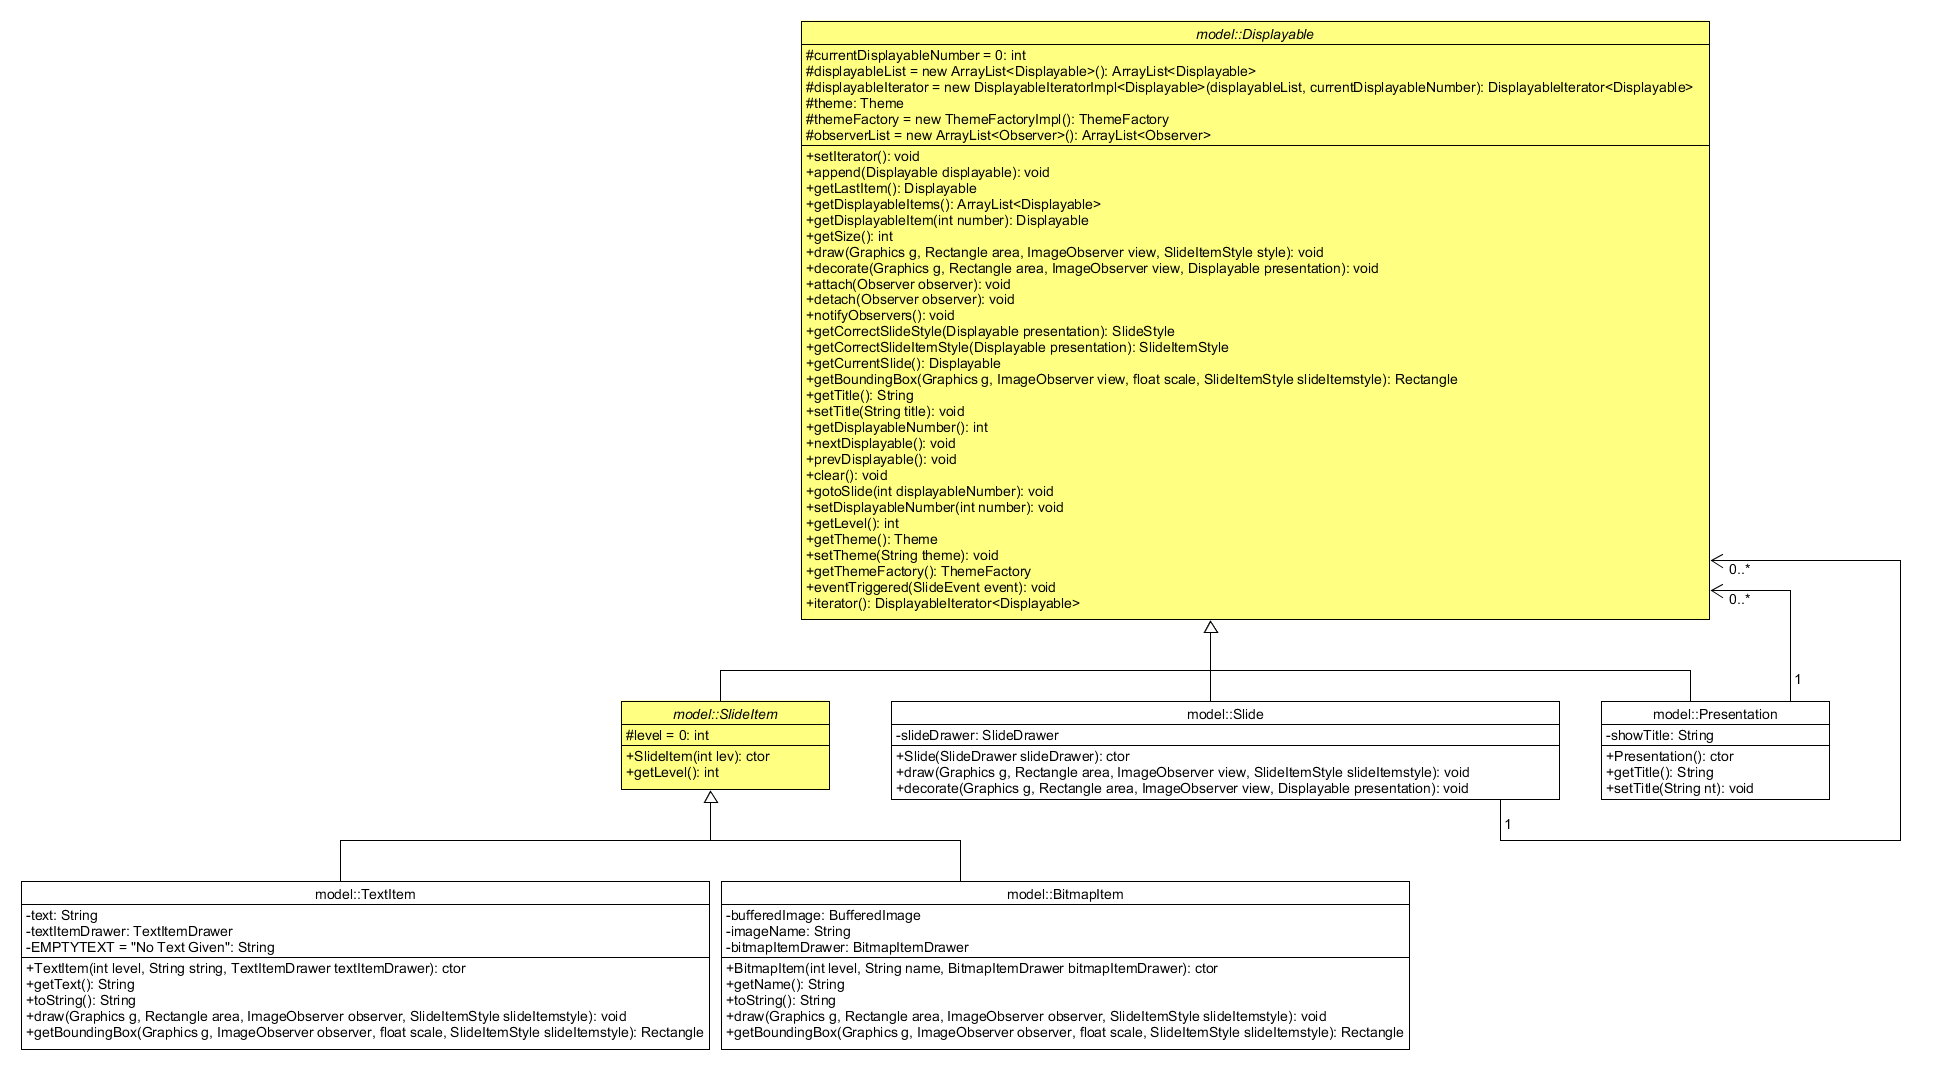 model::Displayable
#currentDisplayableNumber = 0: int
#displayableList = new ArrayList<Displayable>(): ArrayList<Displayable>
#displayableIterator = new DisplayableIteratorImpl<Displayable>(displayableList, currentDisplayableNumber): DisplayableIterator<Displayable>
#theme: Theme
#themeFactory = new ThemeFactoryImpl(): ThemeFactory
#observerList = new ArrayList<Observer>(): ArrayList<Observer>
+setIterator(): void
+append(Displayable displayable): void
+getLastItem(): Displayable
+getDisplayableItems(): ArrayList<Displayable>
+getDisplayableItem(int number): Displayable
+getSize(): int
+draw(Graphics g, Rectangle area, ImageObserver view, SlideItemStyle style): void
+decorate(Graphics g, Rectangle area, ImageObserver view, Displayable presentation): void
+attach(Observer observer): void
+detach(Observer observer): void
+notifyObservers(): void
+getCorrectSlideStyle(Displayable presentation): SlideStyle
+getCorrectSlideItemStyle(Displayable presentation): SlideItemStyle
+getCurrentSlide(): Displayable
+getBoundingBox(Graphics g, ImageObserver view, float scale, SlideItemStyle slideItemstyle): Rectangle
+getTitle(): String
+setTitle(String title): void
+getDisplayableNumber(): int
+nextDisplayable(): void
+prevDisplayable(): void
+clear(): void
+gotoSlide(int displayableNumber): void
+setDisplayableNumber(int number): void
+getLevel(): int
+getTheme(): Theme
+setTheme(String theme): void
+getThemeFactory(): ThemeFactory
+eventTriggered(SlideEvent event): void
+iterator(): DisplayableIterator<Displayable>
0..*
0..*
1
model::SlideItem
#level = 0: int
+SlideItem(int lev): ctor
+getLevel(): int
model::Slide
-slideDrawer: SlideDrawer
+Slide(SlideDrawer slideDrawer): ctor
+draw(Graphics g, Rectangle area, ImageObserver view, SlideItemStyle slideItemstyle): void
+decorate(Graphics g, Rectangle area, ImageObserver view, Displayable presentation): void
model::Presentation
-showTitle: String
+Presentation(): ctor
+getTitle(): String
+setTitle(String nt): void
1
model::TextItem
-text: String
-textItemDrawer: TextItemDrawer
-EMPTYTEXT = "No Text Given": String
+TextItem(int level, String string, TextItemDrawer textItemDrawer): ctor
+getText(): String
+toString(): String
+draw(Graphics g, Rectangle area, ImageObserver observer, SlideItemStyle slideItemstyle): void
+getBoundingBox(Graphics g, ImageObserver observer, float scale, SlideItemStyle slideItemstyle): Rectangle
model::BitmapItem
-bufferedImage: BufferedImage
-imageName: String
-bitmapItemDrawer: BitmapItemDrawer
+BitmapItem(int level, String name, BitmapItemDrawer bitmapItemDrawer): ctor
+getName(): String
+toString(): String
+draw(Graphics g, Rectangle area, ImageObserver observer, SlideItemStyle slideItemstyle): void
+getBoundingBox(Graphics g, ImageObserver observer, float scale, SlideItemStyle slideItemstyle): Rectangle